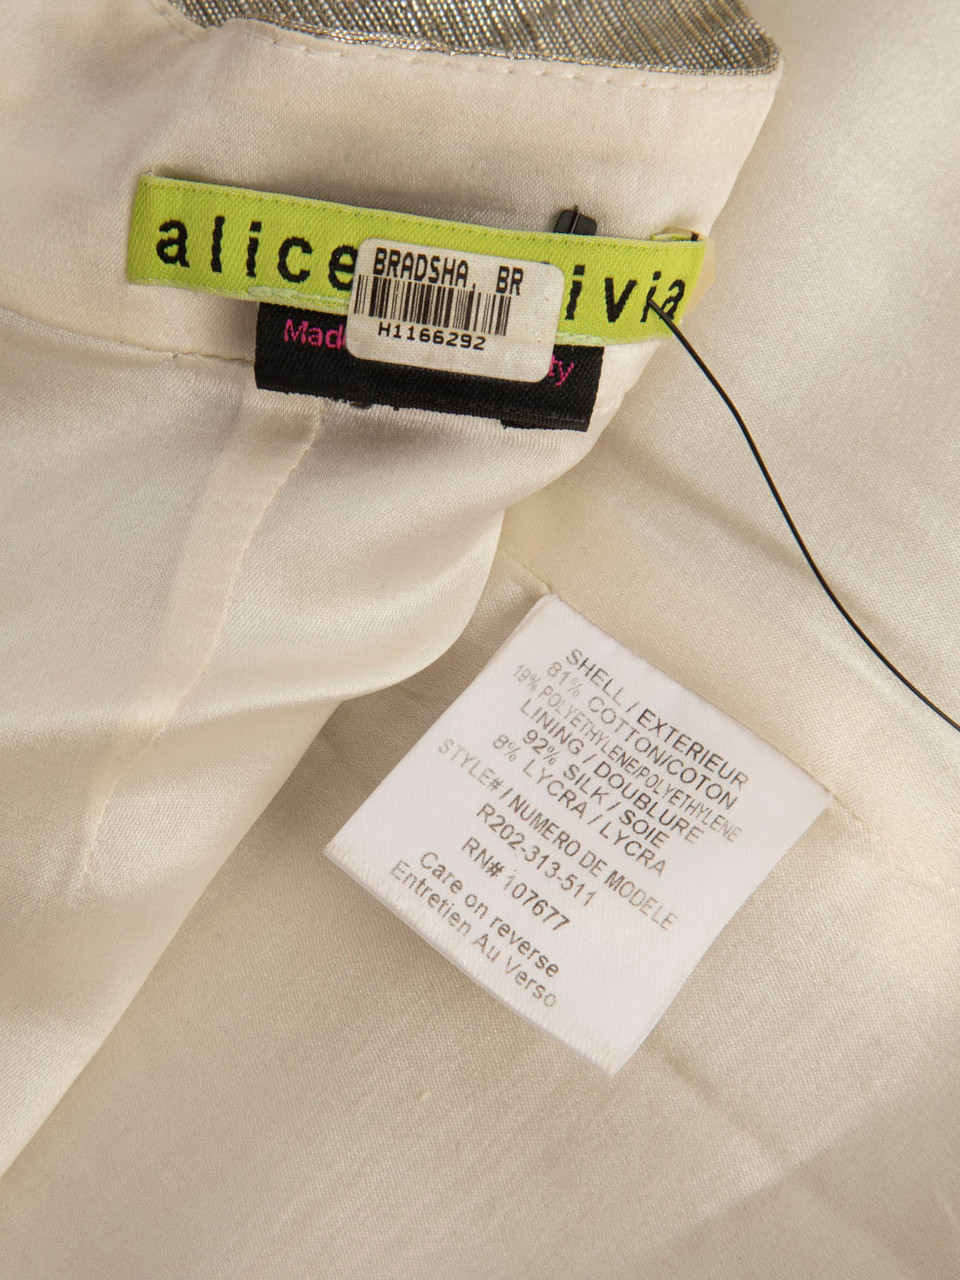 alice ivia
BRADSHA, BR
H1166292
Mad ty
SHELL / EXTERIEUR
81% COTTON/COTON
19% POLYETHYLENE/POLYETHYLENE
LINING / DOUBLURE
92% SILK / SOIE
8% LYCRA / LYCRA
STYLE# / NUMERO DE MODELE
R202-313-511
RN# 107677
Care on reverse
Entretien Au Verso